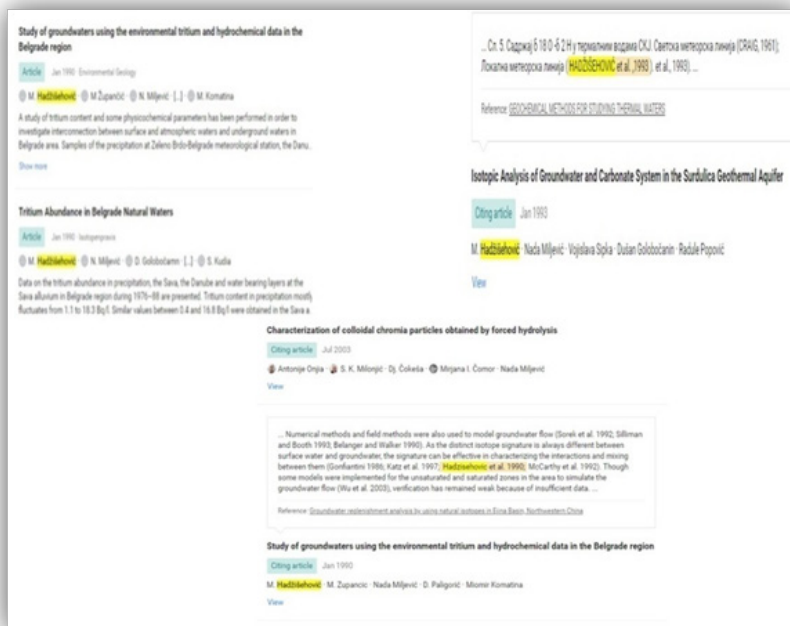 Study of groundwaters using the environmental tritium and hydrochemical data in the
Belgrade region
Article Jan 1990 · Environmental Geology
M. Hadžišehović · M Župančić · N. Miljević · [...] · M. Komatina
A study of tritium content and some physicochemical parameters has been performed in order to
investigate interconnection between surface and atmospheric waters and underground waters in
Belgrade area. Samples of the precipitation at Zeleno Brdo-Belgrade meteorological station, the Danu..
Show more
Tritium Abundance in Belgrade Natural Waters
Article Jan 1990 · Isotopenpraxis
M. Hadžišehović · N. Miljević · D. Golobočanin · [...] ·
Data on the tritium abundance in precipitation, the Sava, the Danube and water bearing layers at the
Sava alluvium in Belgrade region during 1976–88 are presented. Tritium content in precipitation mostly
fluctuates from 1.1 to 18.3 Bq/l. Similar values between 0.4 and 16.8 Bq/l were obtained in the Sava a
... Сл. 5. Садржај б 18 О -б 2 Н у термалним водама СКЈ. Светска метеорска линија (CRAIG, 1961);
Локална метеорска линија (HADŽIŠEHOVIĆ et al.,1993 ). et al., 1993). ...
Reference: GEOCHEMICAL METHODS FOR STUDYING THERMAL WATERS
Isotopic Analysis of Groundwater and Carbonate System in the Surdulica Geothermal Aquifer
Citing article Jan 1993
M. Hadžišehović · Nada Miljević · Vojislava Sipka · Dušan Golobočanin · Radule Popović
View
Characterization of colloidal chromia particles obtained by forced hydrolysis
Citing article Jul 2003
Antonije Onjia · S. K. Milonjić · Dj. Čokeša · Mirjana I. Čomor · Nada Miljević
View
... Numerical methods and field methods were also used to model groundwater flow (Sorek et al. 1992; Silliman
and Booth 1993; Belanger and Walker 1990). As the distinct isotope signature is always different between
surface water and groundwater, the signature can be effective in characterizing the interactions and mixing
between them (Gonfiantini 1986; Katz et al. 1997; Hadzisehovic et al. 1990; McCarthy et al. 1992). Though
some models were implemented for the unsaturated and saturated zones in the area to simulate the
groundwater flow (Wu et al. 2003), verification has remained weak because of insufficient data. ...
Reference: Groundwater replenishment analysis by using natural isotopes in Ejina Basin, Northwestern China
Study of groundwaters using the environmental tritium and hydrochemical data in the Belgrade region
Citing article Jan 1990
M. Hadžišehović · M. Zupancic · Nada Miljević · D. Paligorić · Miomir Komatina
View